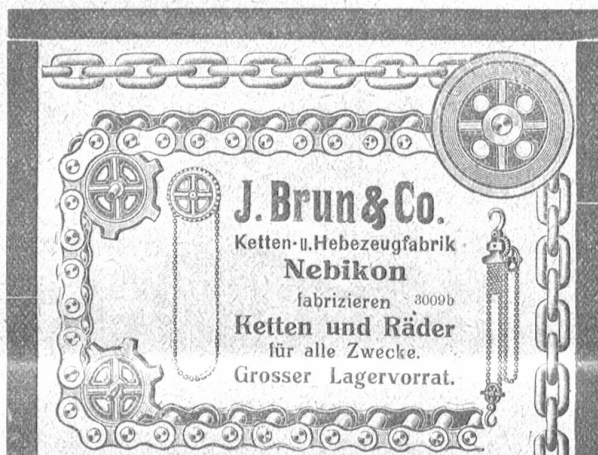 J. Brun & Co.
Ketten- u. Hebezeugfabrik
Nebikon
fabrizieren 3009b
Ketten und Räder
für alle Zwecke.
Grosser Lagervorrat.